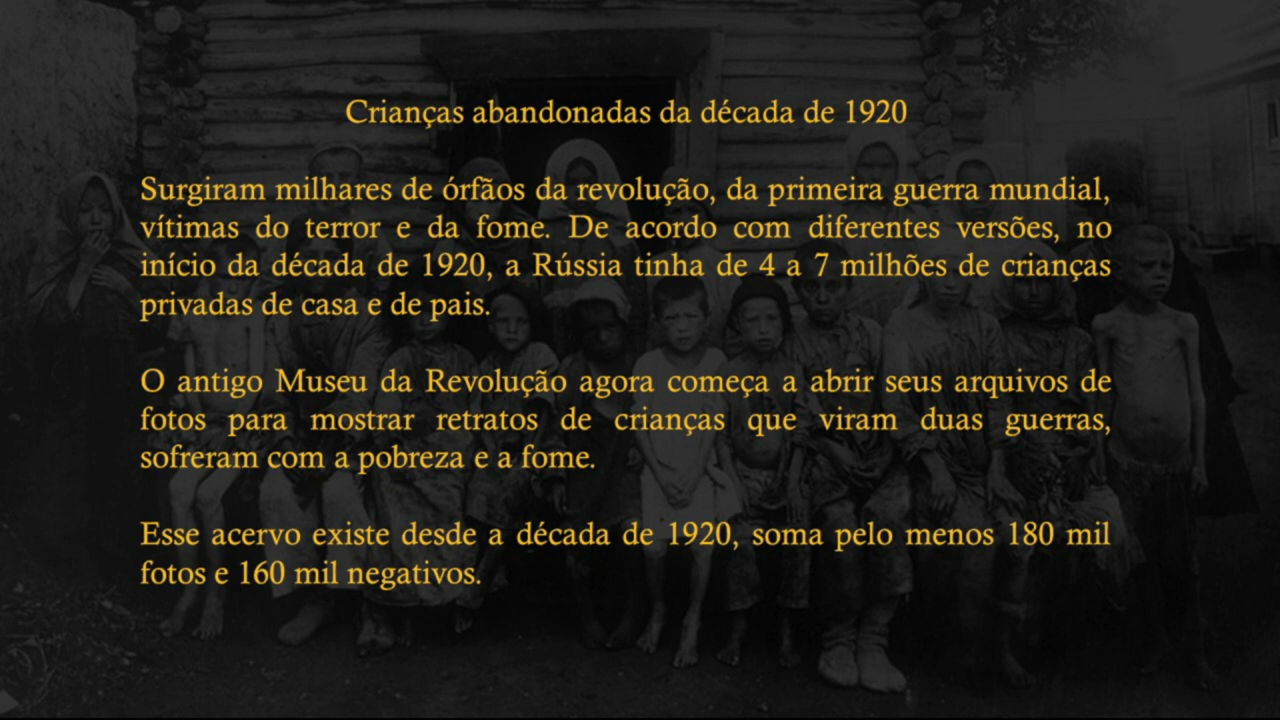 Crianças abandonadas da década de 1920
Surgiram milhares de órfãos da revolução, da primeira guerra mundial,
vítimas do terror e da fome. De acordo com diferentes versões, no
início da década de 1920, a Rússia tinha de 4 a 7 milhões de crianças
privadas de casa e de pais.
O antigo Museu da Revolução agora começa a abrir seus arquivos de
fotos para mostrar retratos de crianças que viram duas guerras,
sofreram com a pobreza e a fome.
Esse acervo existe desde a década de 1920, soma pelo menos 180 mil
fotos e 160 mil negativos.